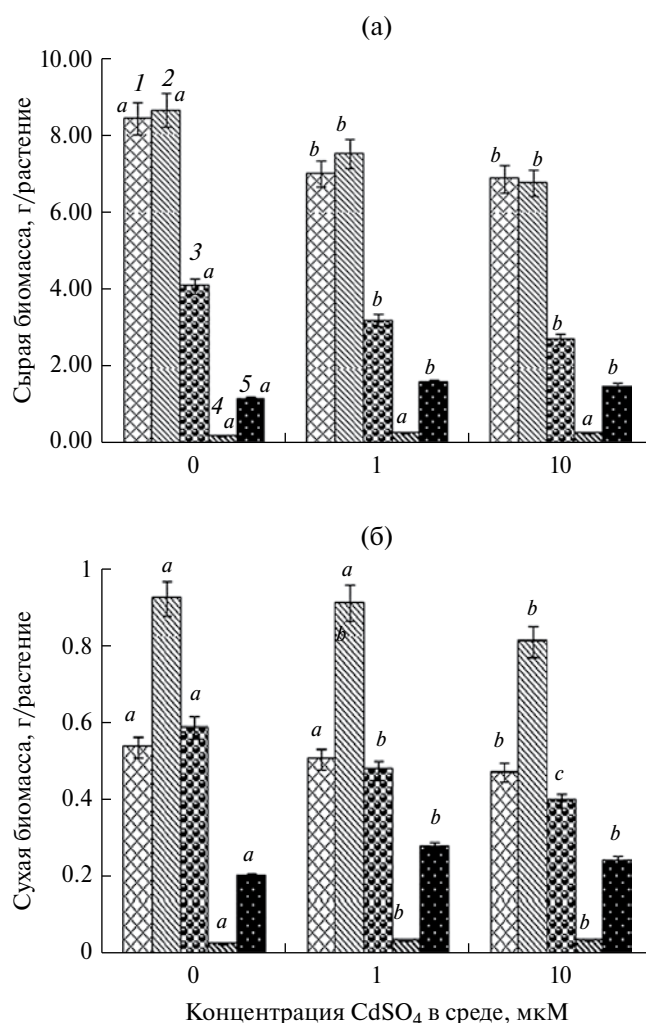 (а)
Сырая биомасса, г/растение
10.00
8.00
6.00
4.00
2.00
0.00
a 1 2 a
3 a
4 a 5 a
b b b a b
b b b a b
0 1 10
(б)
Сухая биомасса, г/растение
1
0.8
0.6
0.4
0.2
0
a a a a a
a a b b b b
b b c b b
0 1 10
Концентрация CdSO₄ в среде, мкМ